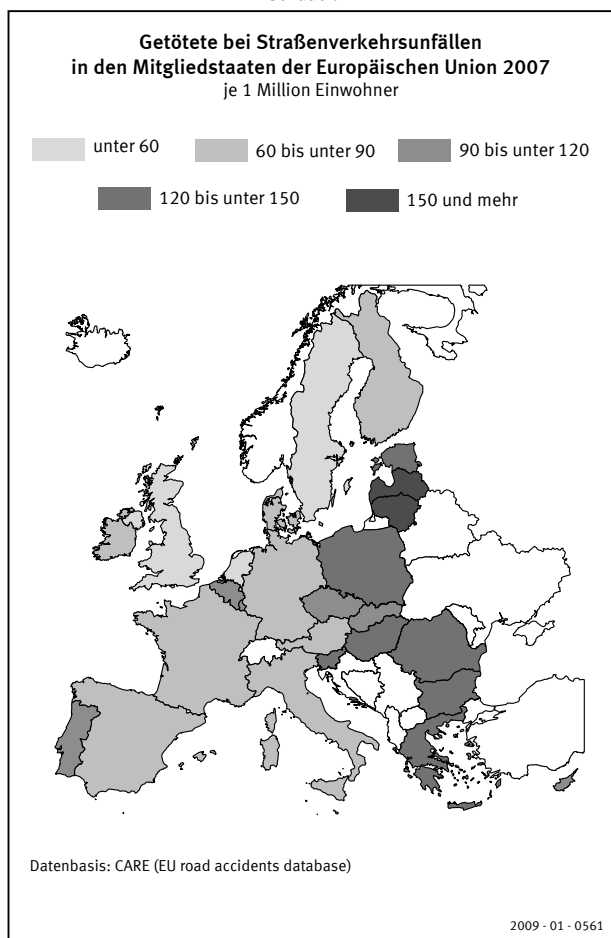 Getötete bei Straßenverkehrsunfällen
in den Mitgliedstaaten der Europäischen Union 2007
je 1 Million Einwohner
unter 60
60 bis unter 90
90 bis unter 120
120 bis unter 150
150 und mehr
Datenbasis: CARE (EU road accidents database)
2009 - 01 - 0561